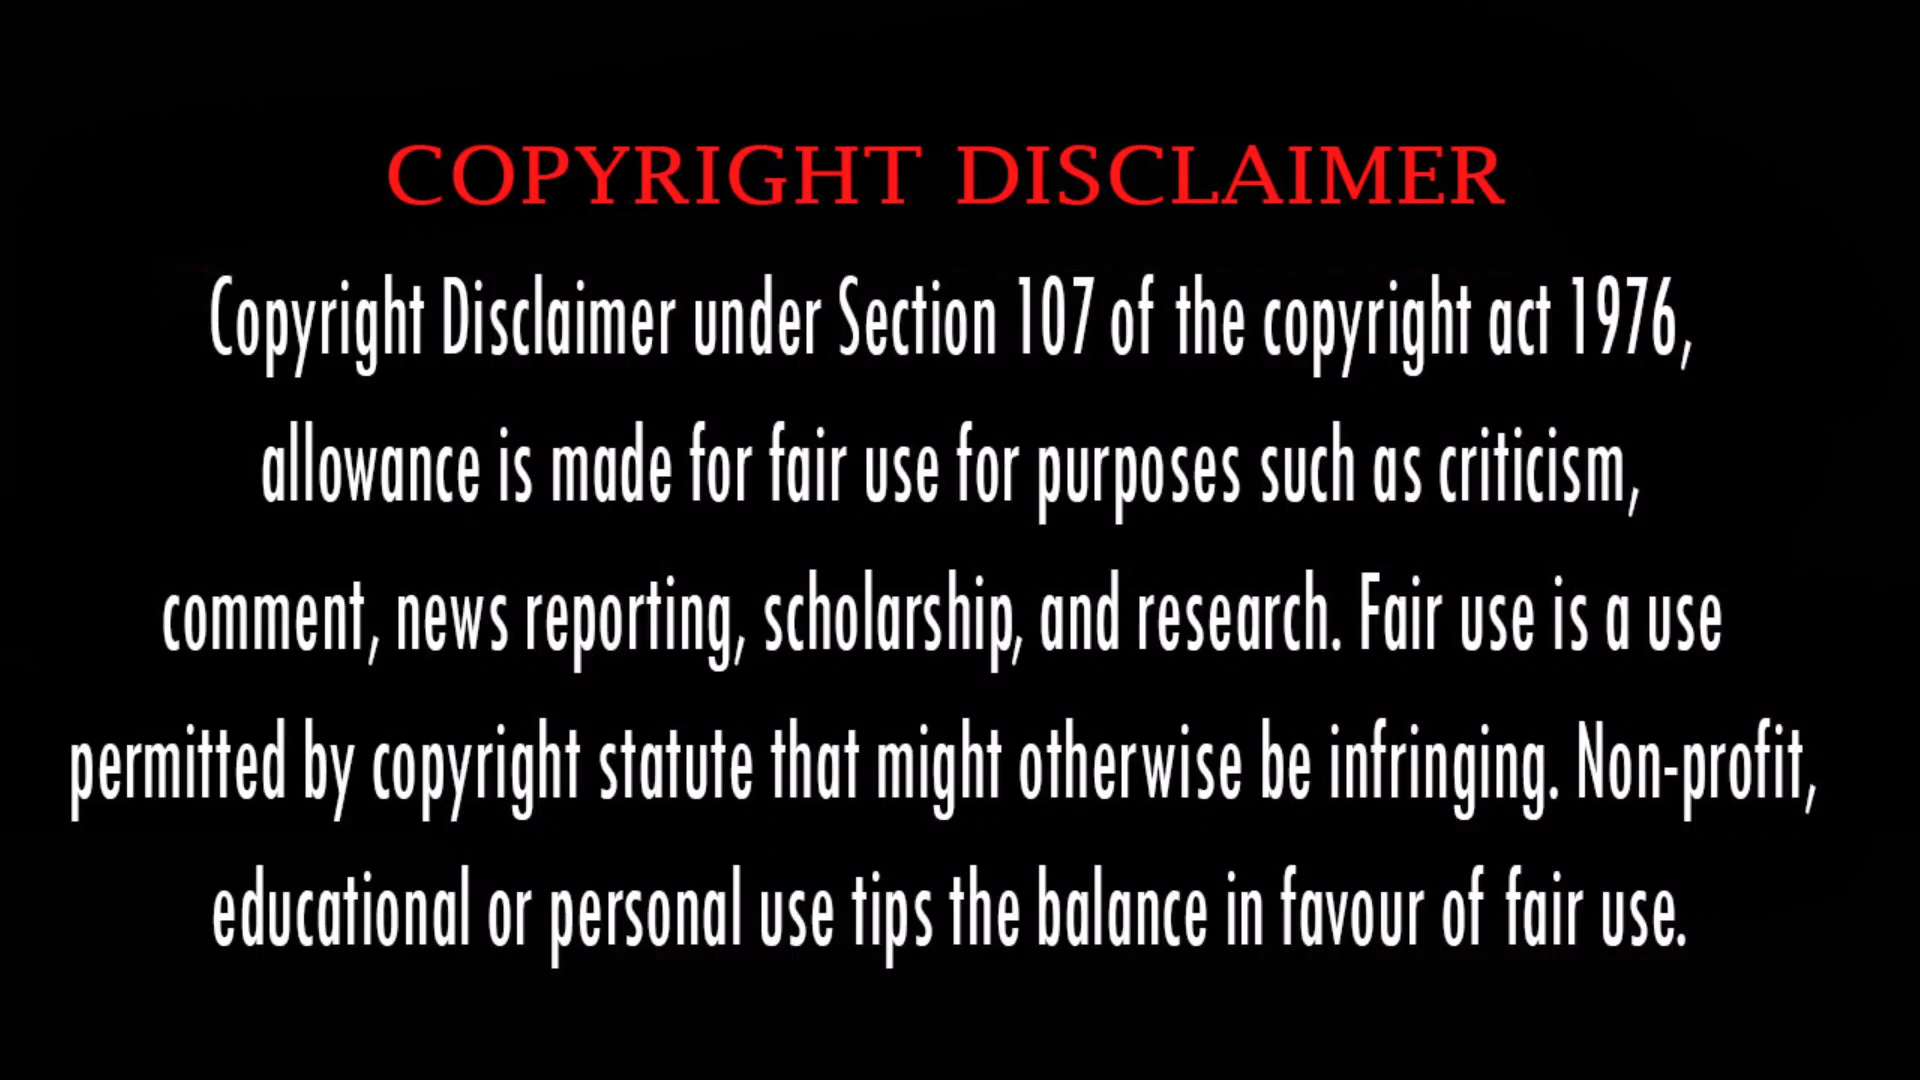 COPYRIGHT DISCLAIMER
Copyright Disclaimer under Section 107 of the copyright act 1976,
allowance is made for fair use for purposes such as criticism,
comment, news reporting, scholarship, and research. Fair use is a use
permitted by copyright statute that might otherwise be infringing. Non-profit,
educational or personal use tips the balance in favour of fair use.